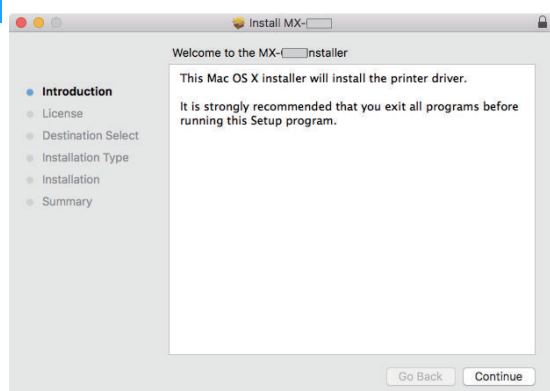 Install MX-
Welcome to the MX- nstaller
Introduction
License
Destination Select
Installation Type
Installation
Summary
This Mac OS X installer will install the printer driver.
It is strongly recommended that you exit all programs before
running this Setup program.
Go Back
Continue